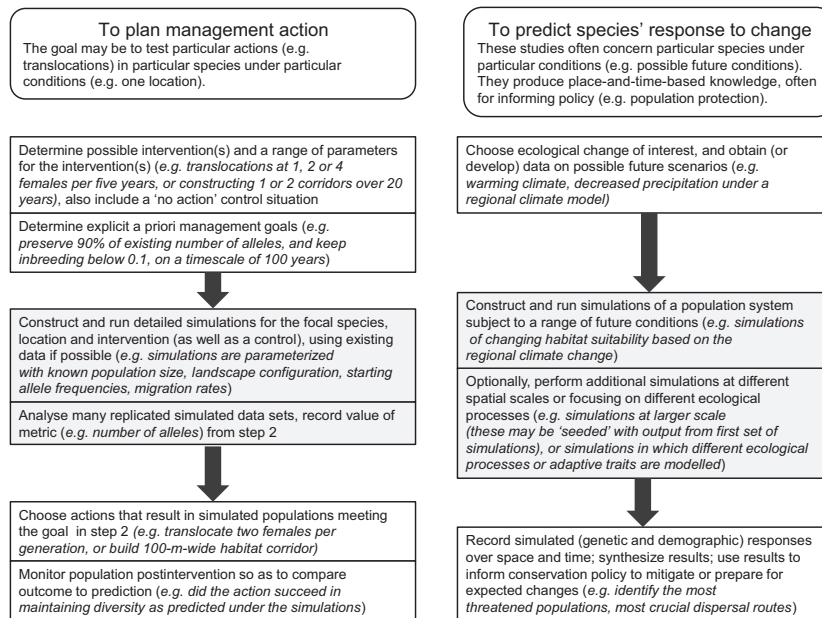 To plan management action
The goal may be to test particular actions (e.g.
translocations) in particular species under particular
conditions (e.g. one location).
Determine possible intervention(s) and a range of parameters
for the intervention(s) (e.g. translocations at 1, 2 or 4
females per five years, or constructing 1 or 2 corridors over 20
years), also include a ‘no action’ control situation
Determine explicit a priori management goals (e.g.
preserve 90% of existing number of alleles, and keep
inbreeding below 0.1, on a timescale of 100 years)
Construct and run detailed simulations for the focal species,
location and intervention (as well as a control), using existing
data if possible (e.g. simulations are parameterized
with known population size, landscape configuration, starting
allele frequencies, migration rates)
Analyse many replicated simulated data sets, record value of
metric (e.g. number of alleles) from step 2
Choose actions that result in simulated populations meeting
the goal in step 2 (e.g. translocate two females per
generation, or build 100-m-wide habitat corridor)
Monitor population postintervention so as to compare
outcome to prediction (e.g. did the action succeed in
maintaining diversity as predicted under the simulations)
To predict species’ response to change
These studies often concern particular species under
particular conditions (e.g. possible future conditions).
They produce place-and-time-based knowledge, often
for informing policy (e.g. population protection).
Choose ecological change of interest, and obtain (or
develop) data on possible future scenarios (e.g.
warming climate, decreased precipitation under a
regional climate model)
Construct and run simulations of a population system
subject to a range of future conditions (e.g. simulations
of changing habitat suitability based on the
regional climate change)
Optionally, perform additional simulations at different
spatial scales or focusing on different ecological
processes (e.g. simulations at larger scale
(these may be ‘seeded’ with output from first set of
simulations), or simulations in which different ecological
processes or adaptive traits are modelled)
Record simulated (genetic and demographic) responses
over space and time; synthesize results; use results to
inform conservation policy to mitigate or prepare for
expected changes (e.g. identify the most
threatened populations, most crucial dispersal routes)